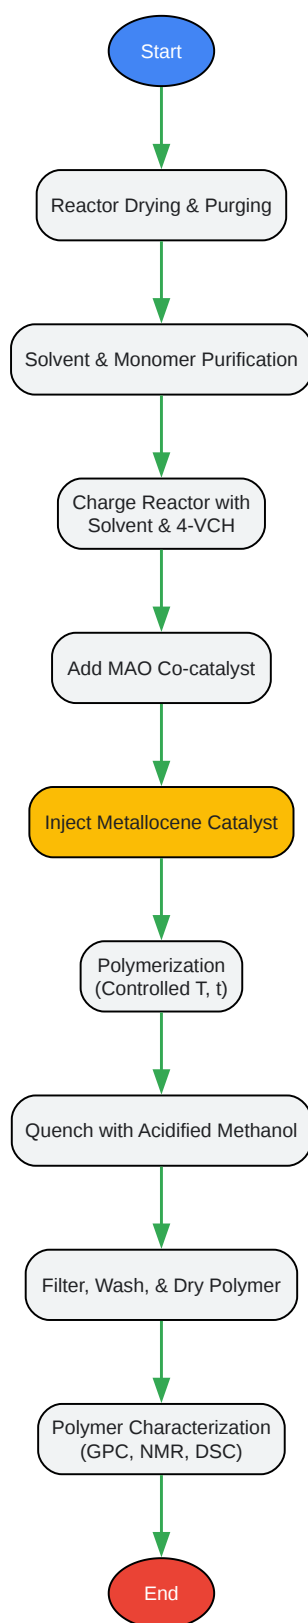 Start
Reactor Drying & Purging
Solvent & Monomer Purification
Charge Reactor with
Solvent & 4-VCH
Add MAO Co-catalyst
Inject Metallocene Catalyst
Polymerization
(Controlled T, t)
Quench with Acidified Methanol
Filter, Wash, & Dry Polymer
Polymer Characterization
(GPC, NMR, DSC)
End